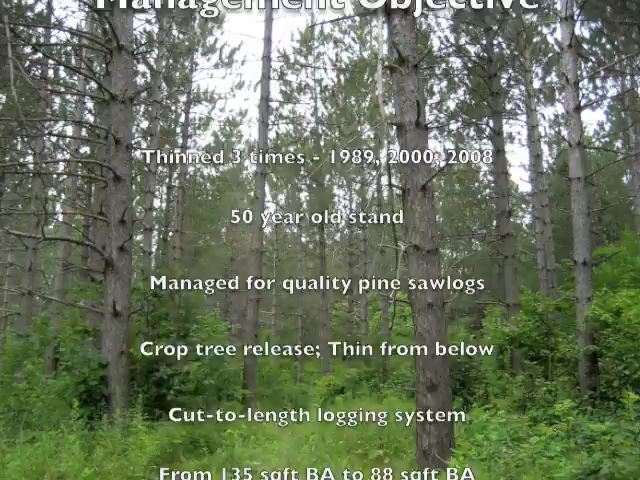 Management Objective
Thinned 3 times - 1989, 2000, 2008
50 year old stand
Managed for quality pine sawlogs
Crop tree release; Thin from below
Cut-to-length logging system
From 135 sqft BA to 88 sqft BA